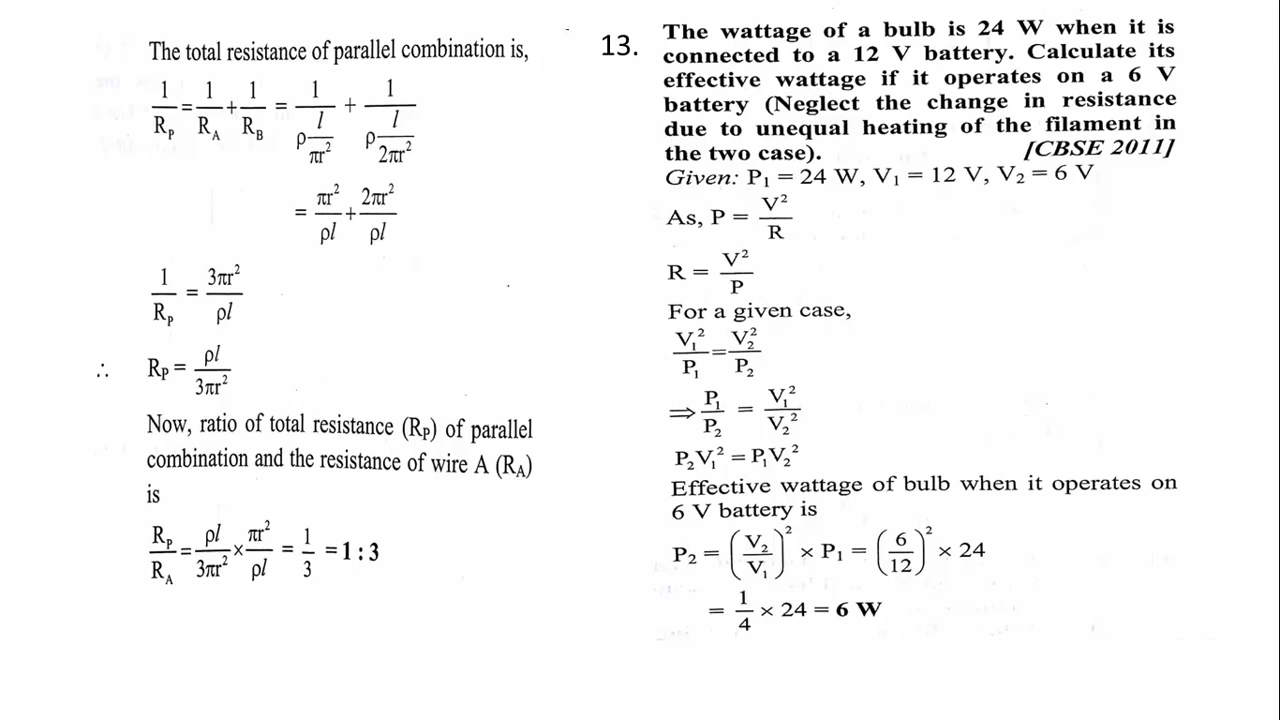 The total resistance of parallel combination is,
1/R_P = 1/R_A + 1/R_B = 1/(ρ l/πr²) + 1/(ρ l/2πr²)
= πr²/ρl + 2πr²/ρl
1/R_P = 3πr²/ρl
∴ R_P = ρl/3πr²
Now, ratio of total resistance (R_P) of parallel
combination and the resistance of wire A (R_A)
is
R_P/R_A = ρl/3πr² × πr²/ρl = 1/3 = 1 : 3
13. The wattage of a bulb is 24 W when it is
connected to a 12 V battery. Calculate its
effective wattage if it operates on a 6 V
battery (Neglect the change in resistance
due to unequal heating of the filament in
the two case). [CBSE 2011]
Given: P₁ = 24 W, V₁ = 12 V, V₂ = 6 V
As, P = V²/R
R = V²/P
For a given case,
V₁²/P₁ = V₂²/P₂
⇒ P₁/P₂ = V₁²/V₂²
P₂V₁² = P₁V₂²
Effective wattage of bulb when it operates on
6 V battery is
P₂ = (V₂/V₁)² × P₁ = (6/12)² × 24
= 1/4 × 24 = 6 W